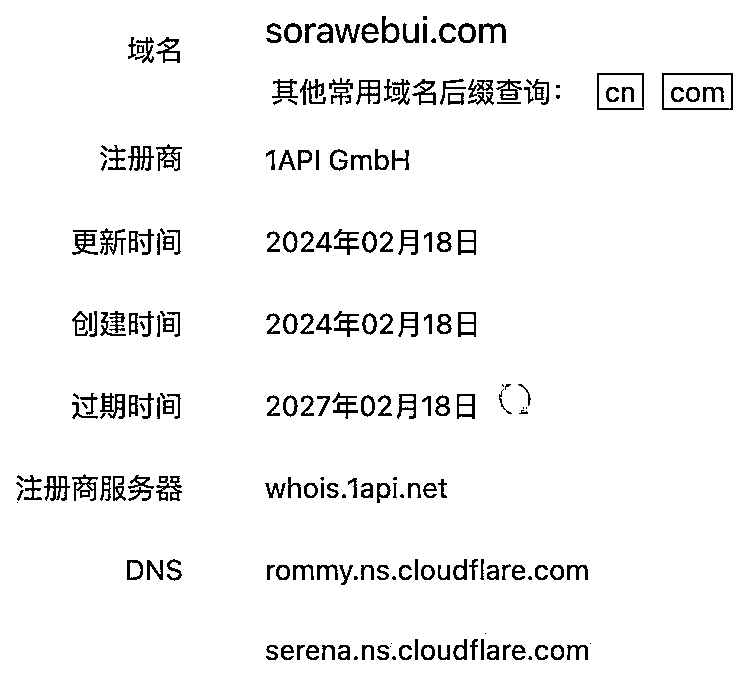 域名 sorawebui.com
其他常用域名后缀查询: cn com
注册商 1API GmbH
更新时间 2024年02月18日
创建时间 2024年02月18日
过期时间 2027年02月18日
注册商服务器 whois.1api.net
DNS rommy.ns.cloudflare.com
serena.ns.cloudflare.com